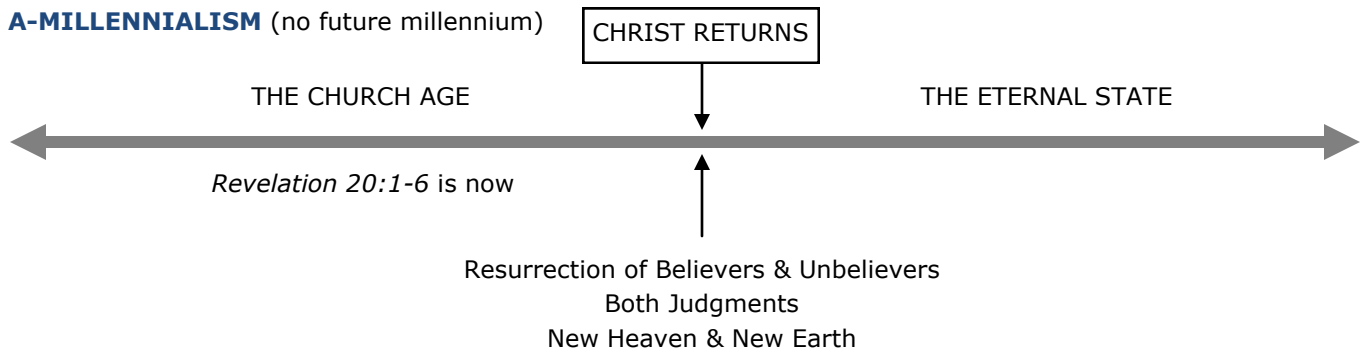 A-MILLENNIALISM (no future millennium)
CHRIST RETURNS
THE CHURCH AGE
THE ETERNAL STATE
Revelation 20:1-6 is now
Resurrection of Believers & Unbelievers
Both Judgments
New Heaven & New Earth